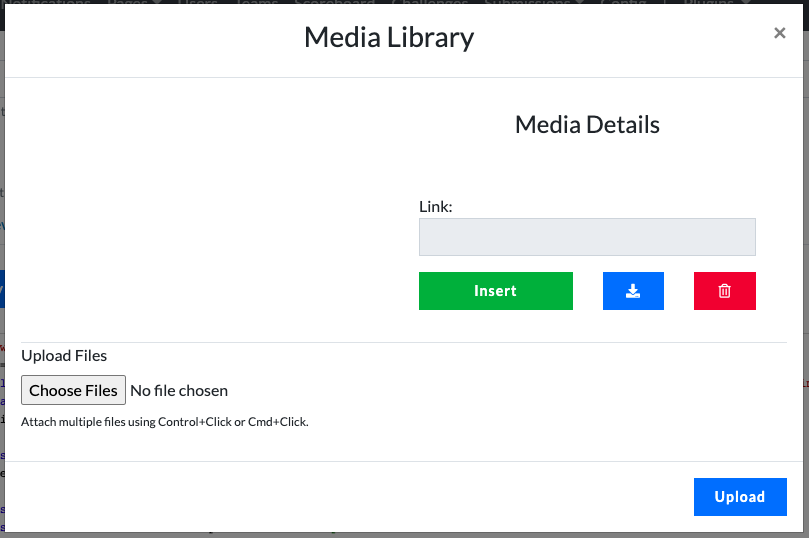 Notifications Pages Users Teams Scoreboard Challenges Submissions Config Plugins
Media Library
×
Media Details
Link:
Insert
Upload Files
Choose Files No file chosen
Attach multiple files using Control+Click or Cmd+Click.
Upload